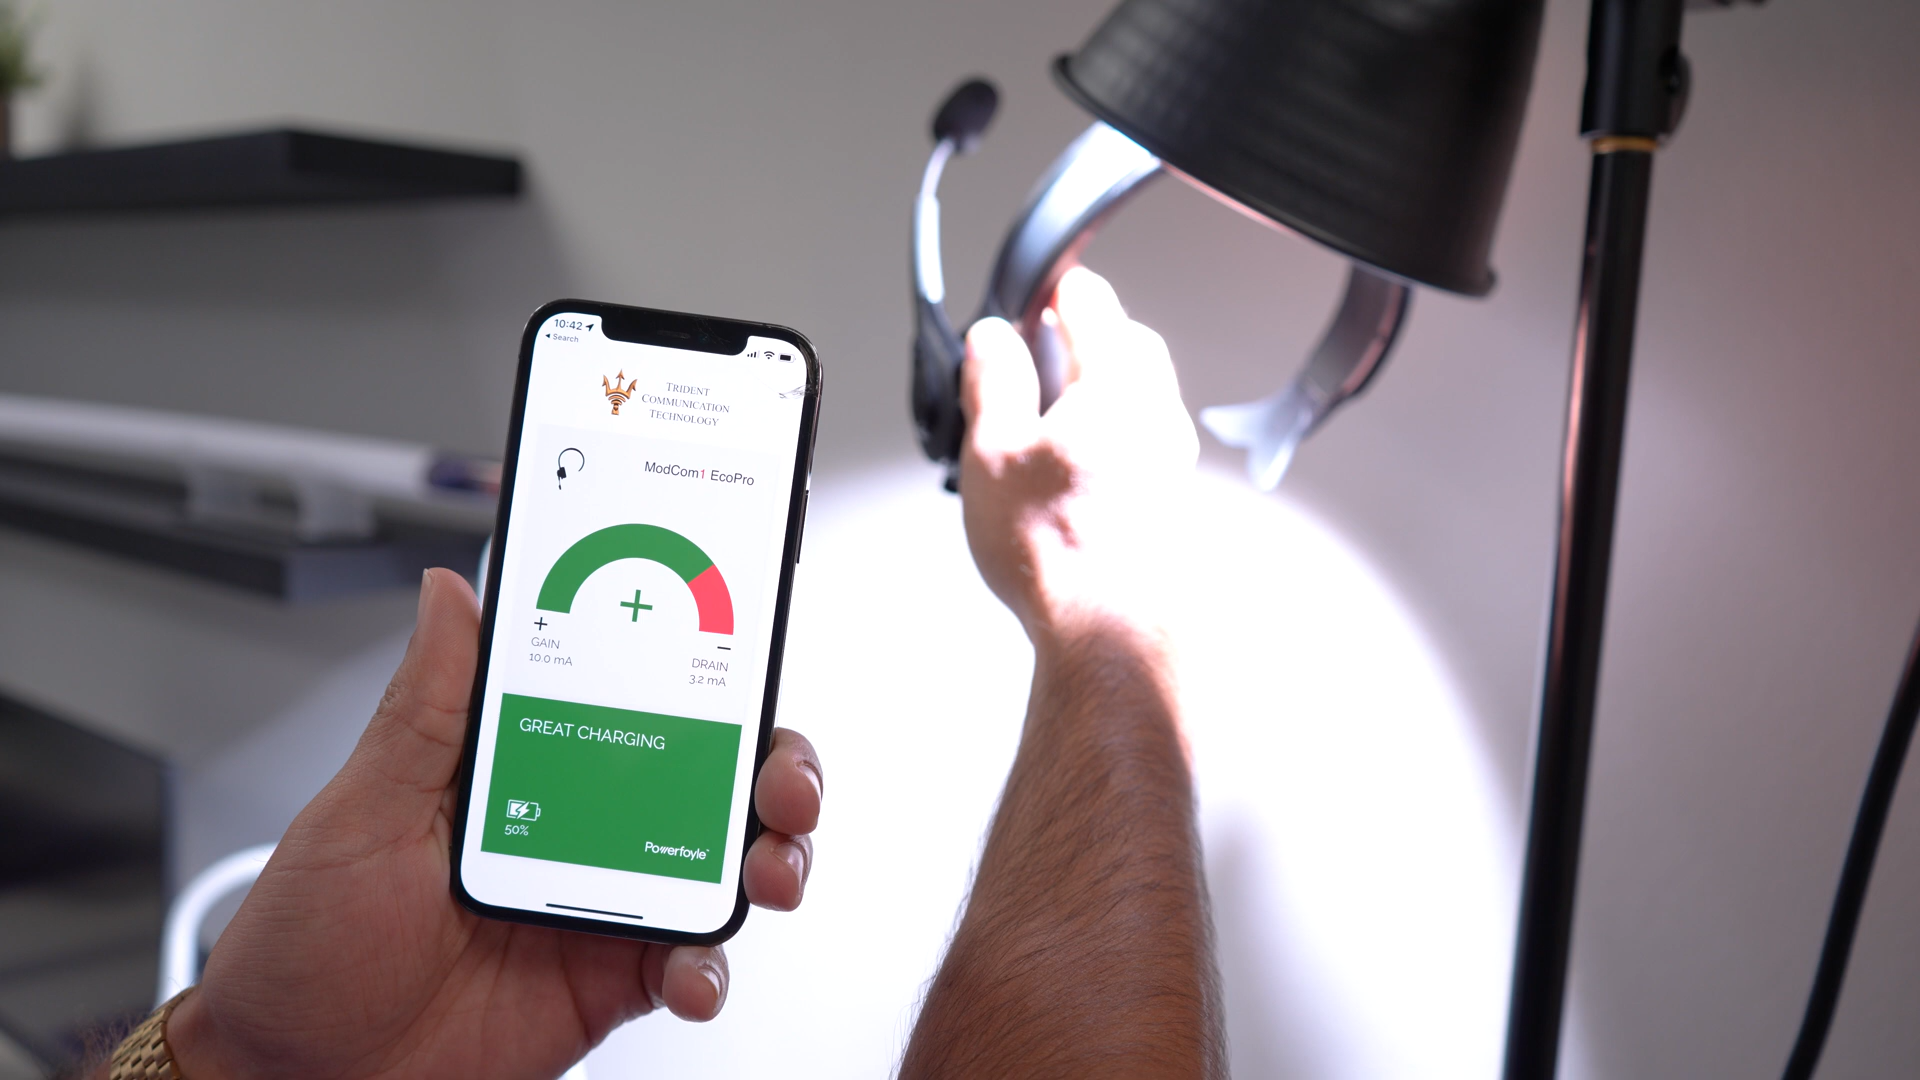 10:42
Search
TRIDENT
COMMUNICATION
TECHNOLOGY
ModCom1 EcoPro
+
+
GAIN
10.0 mA
−
DRAIN
3.2 mA
GREAT CHARGING
50%
Powerfoyle™